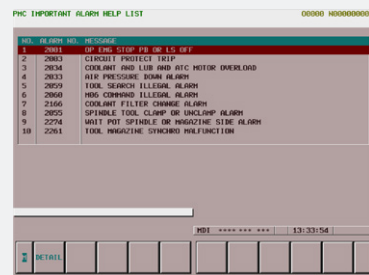 PMC IMPORTANT ALARM HELP LIST 00000 N00000000
NO. ALARM NO. MESSAGE
1 2001 OP EMG STOP PB OR LS OFF
2 2003 CIRCUIT PROTECT TRIP
3 2034 COOLANT AND LUB AND ATC MOTOR OVERLOAD
4 2033 AIR PRESSURE DOWN ALARM
5 2059 TOOL SEARCH ILLEGAL ALARM
6 2060 M06 COMMAND ILLEGAL ALARM
7 2166 COOLANT FILTER CHANGE ALARM
8 2055 SPINDLE TOOL CLAMP OR UNCLAMP ALARM
9 2274 WAIT POT SPINDLE OR MAGAZINE SIDE ALARM
10 2261 TOOL MAGAZINE SYNCHRO MALFUNCTION
MDI **** *** *** 13:33:54
DETAIL